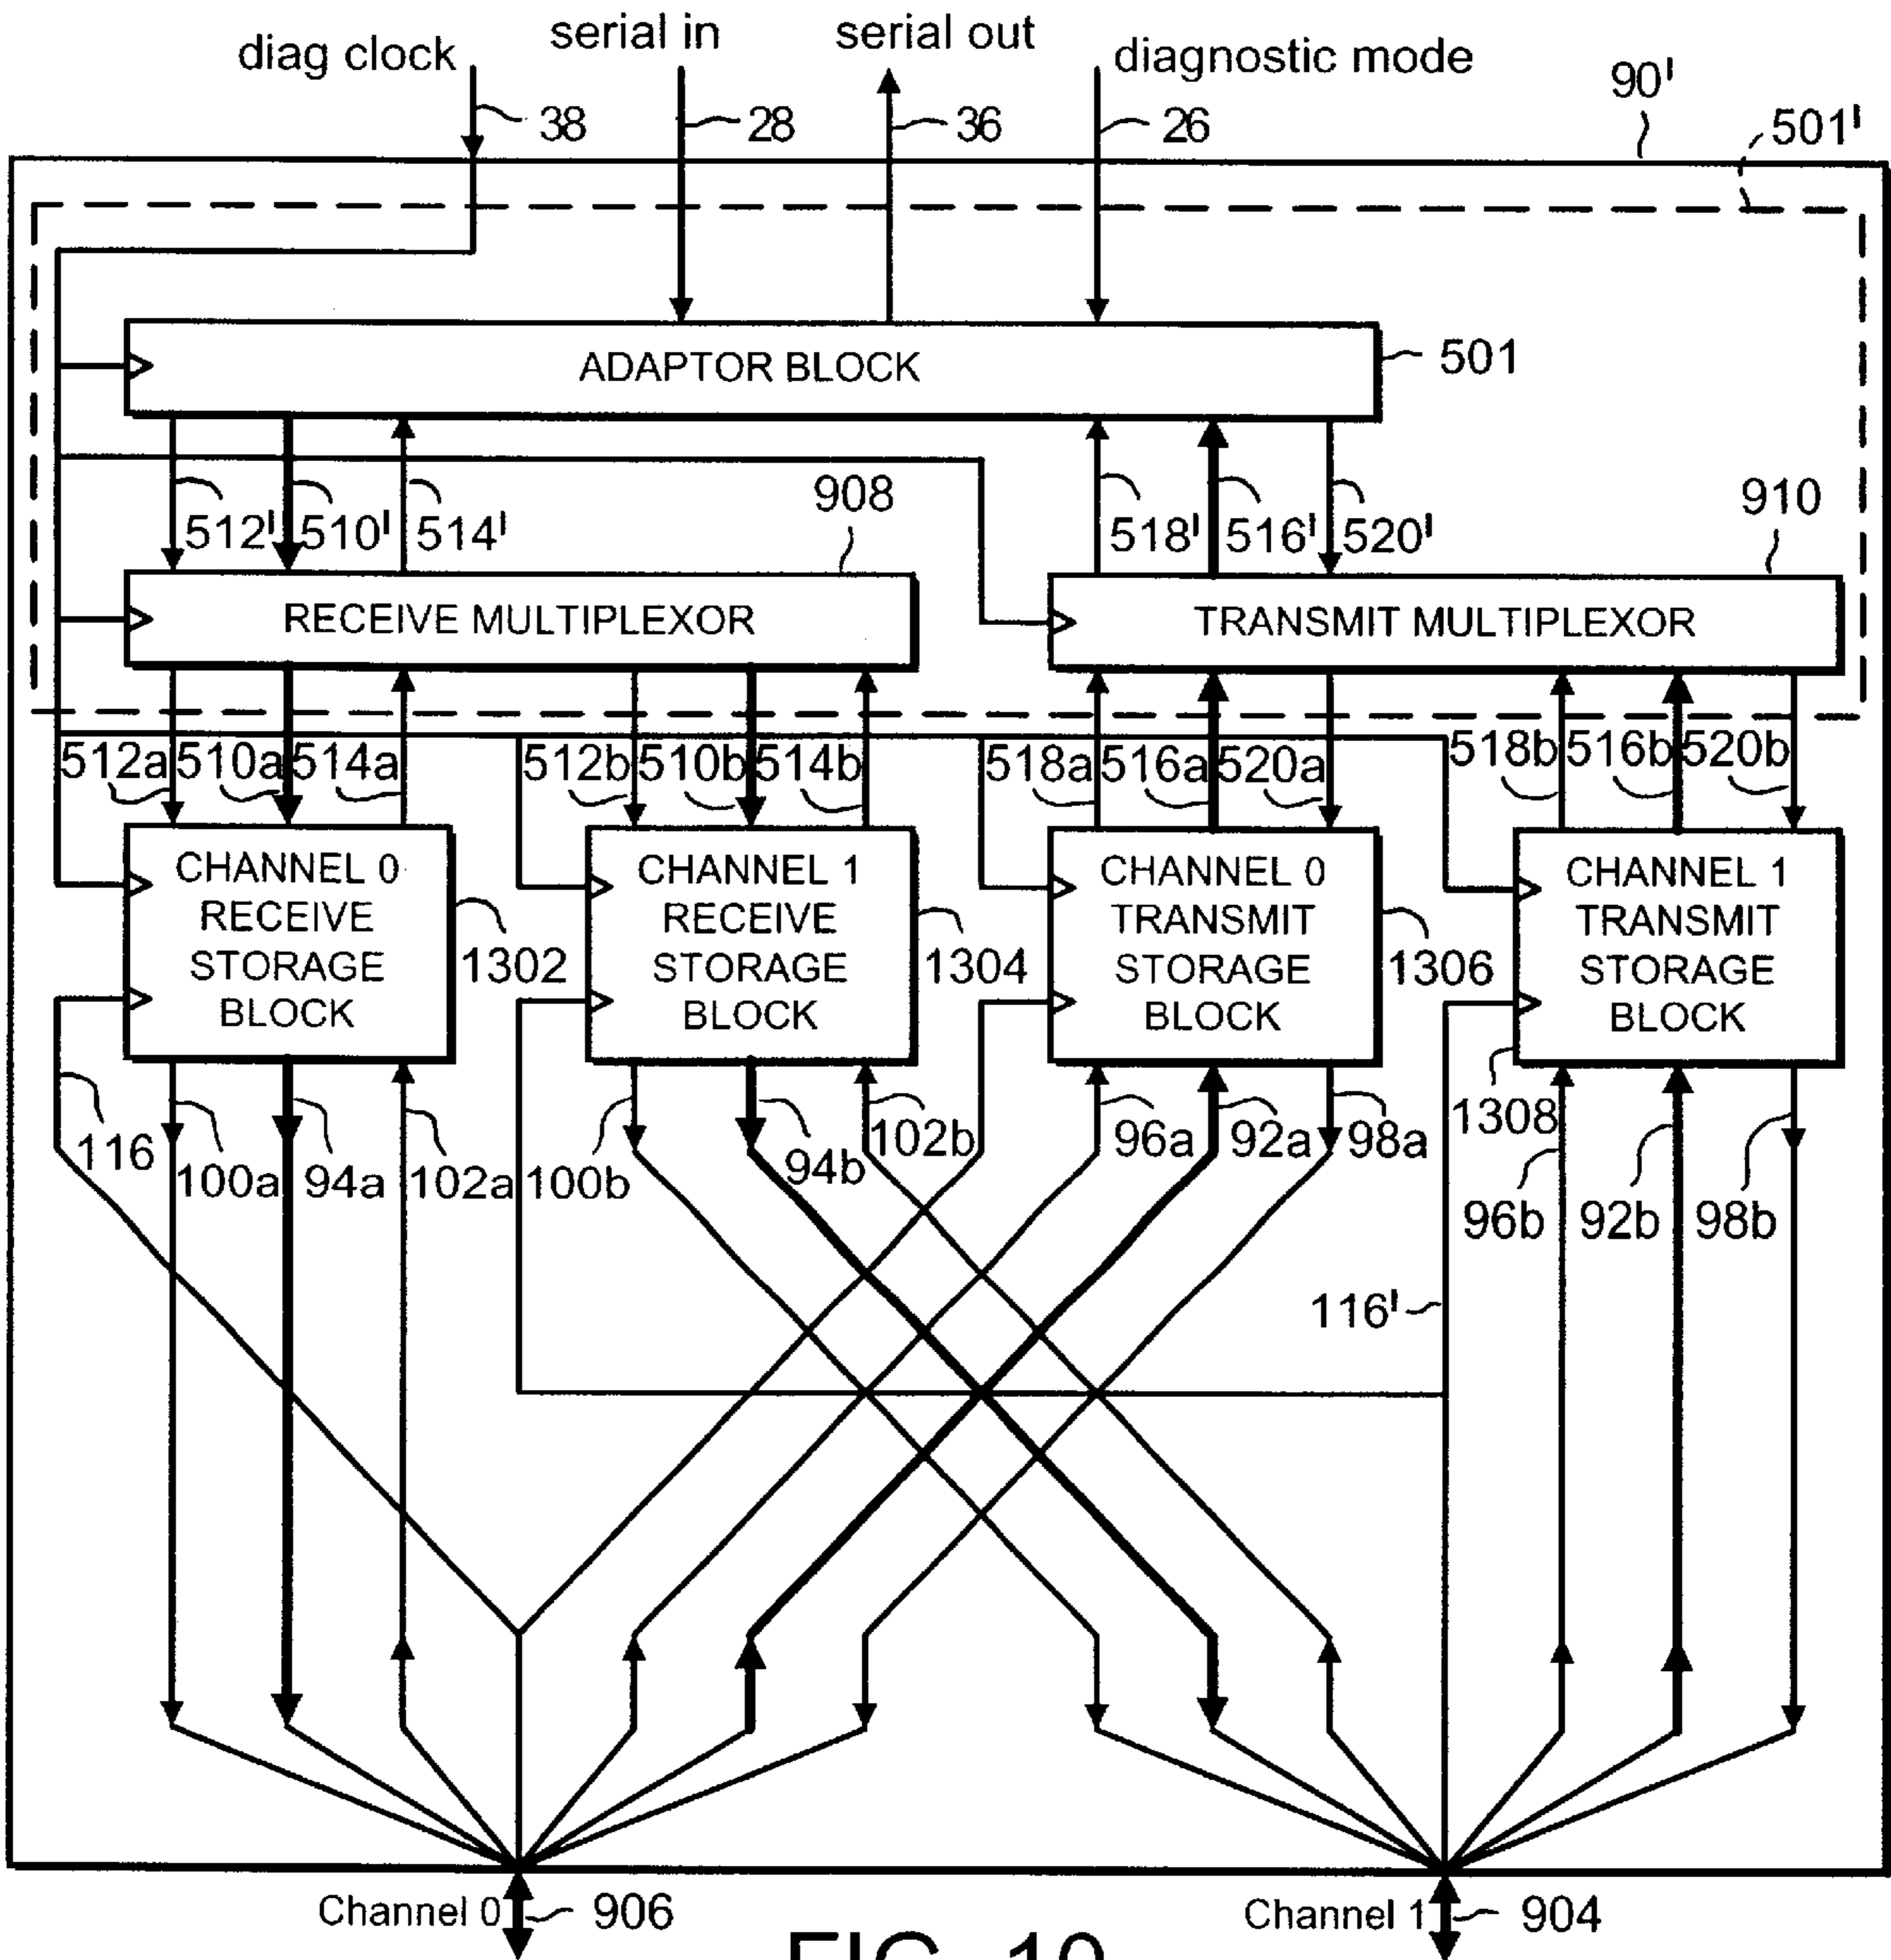 diag clock
serial in
serial out
diagnostic mode
38
28
36
26
90'
501'
ADAPTOR BLOCK
501
512'
510'
514'
908
518'
516'
520'
910
RECEIVE MULTIPLEXOR
TRANSMIT MULTIPLEXOR
512a
510a
514a
512b
510b
514b
518a
516a
520a
518b
516b
520b
CHANNEL 0
RECEIVE
STORAGE
BLOCK
1302
CHANNEL 1
RECEIVE
STORAGE
BLOCK
1304
CHANNEL 0
TRANSMIT
STORAGE
BLOCK
1306
CHANNEL 1
TRANSMIT
STORAGE
BLOCK
1308
116
100a
94a
102a
100b
94b
102b
96a
92a
98a
96b
92b
98b
116'
Channel 0
906
Channel 1
904
FIG. 10